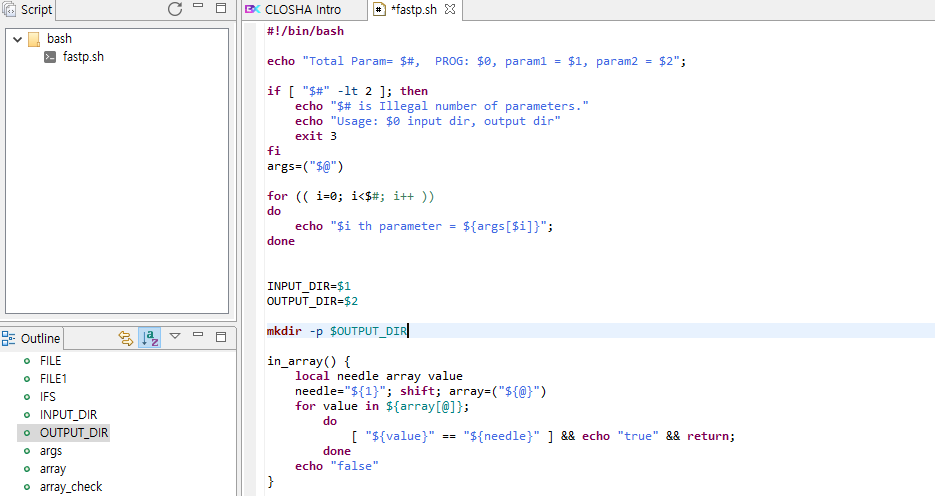 Script
bash
fastp.sh
Outline
FILE
FILE1
IFS
INPUT_DIR
OUTPUT_DIR
args
array
array_check
CLOSHA Intro
*fastp.sh
#!/bin/bash
echo "Total Param= $#,  PROG: $0, param1 = $1, param2 = $2";
if [ "$#" -lt 2 ]; then
    echo "$# is Illegal number of parameters."
    echo "Usage: $0 input dir, output dir"
    exit 3
fi
args=("$@")
for (( i=0; i<$#; i++ ))
do
    echo "$i th parameter = ${args[$i]}";
done
INPUT_DIR=$1
OUTPUT_DIR=$2
mkdir -p $OUTPUT_DIR
in_array() {
    local needle array value
    needle="${1}"; shift; array=("${@}")
    for value in ${array[@]};
        do
            [ "${value}" == "${needle}" ] && echo "true" && return;
        done
    echo "false"
}